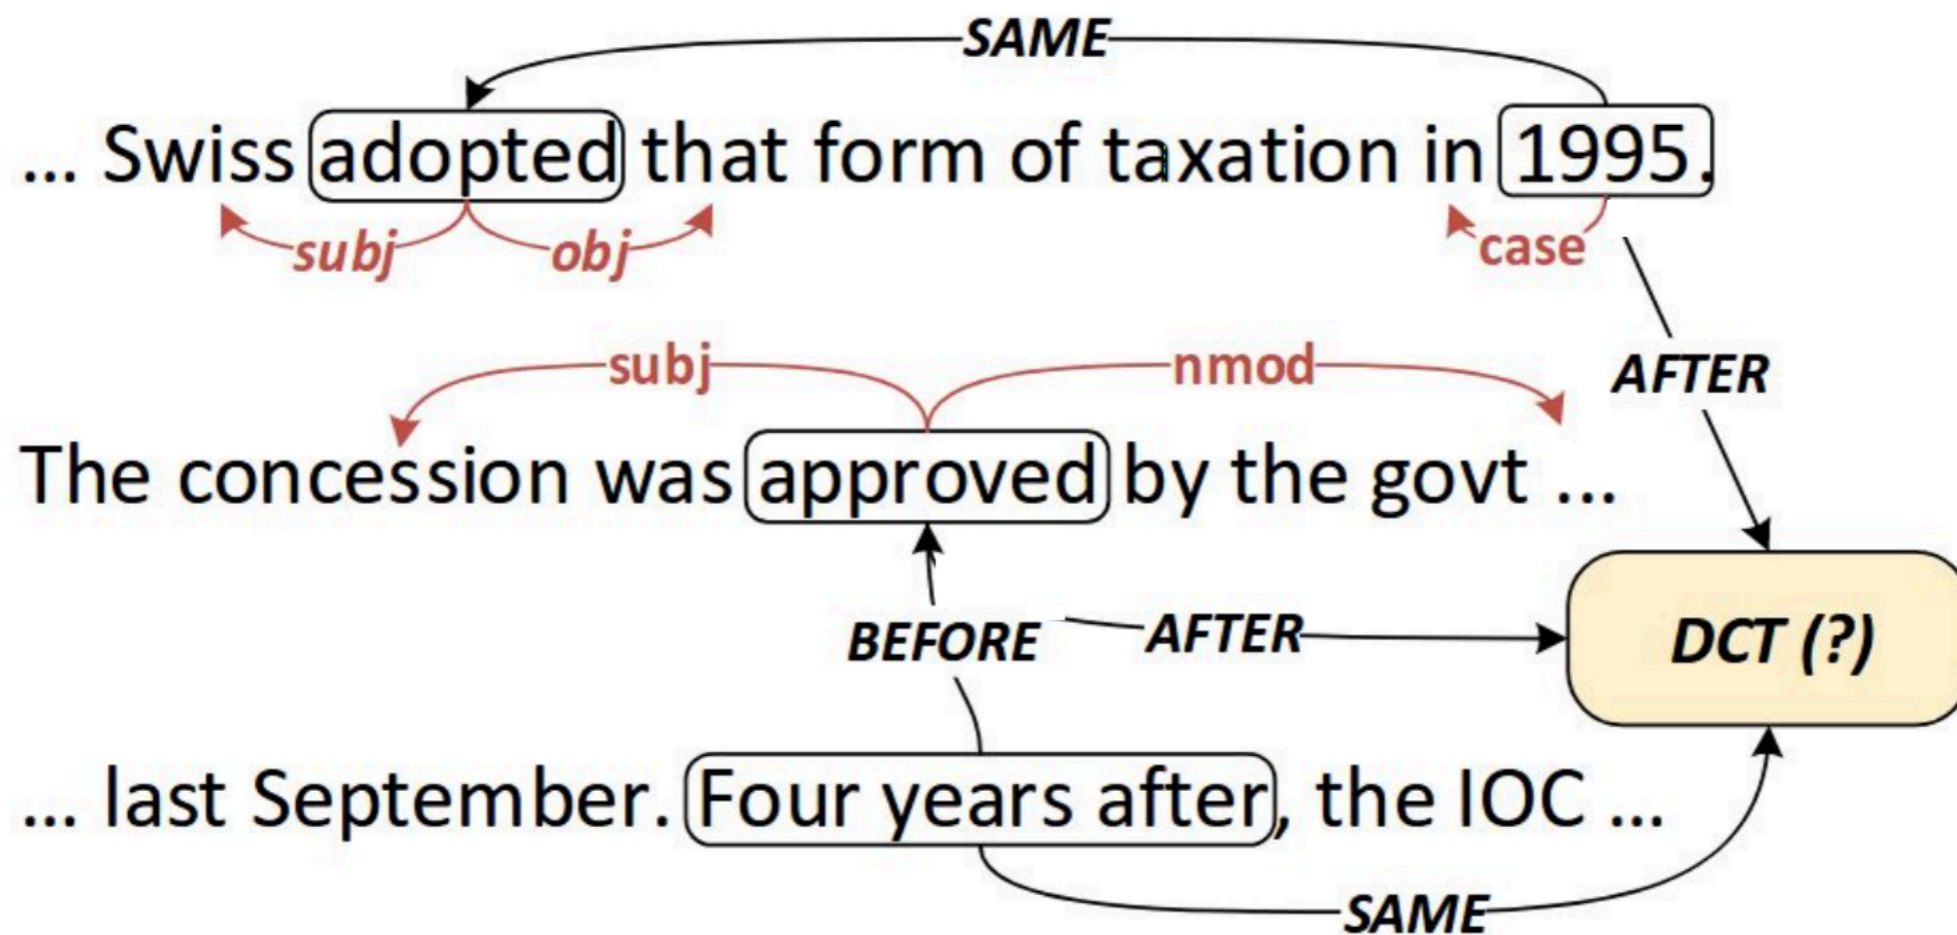 SAME
... Swiss adopted that form of taxation in 1995.
subj obj case
subj nmod AFTER
The concession was approved by the govt ...
BEFORE AFTER DCT (?)
... last September. Four years after, the IOC ...
SAME